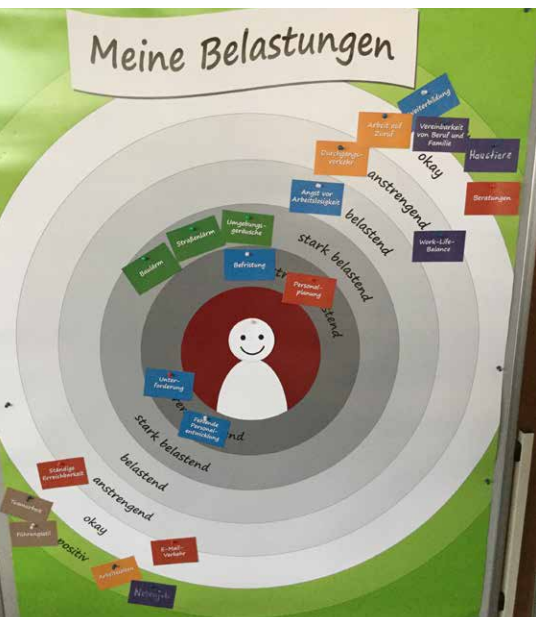 Meine Belastungen
Weiterbildung
Arbeit auf
Zuruf
Vereinbarkeit
von Beruf und
Familie
okay
Haustiere
Durchgangs-
verkehr
anstrengend
Beratungen
Angst vor
Arbeitslosigkeit
belastend
Work-Life-
Balance
Umgebungs-
geräusche
Straßenlärm
Baulärm
stark belastend
Befristung
Personal-
planung
Unter-
forderung
Fehlende
Personal-
entwicklung
stark belastend
belastend
Ständige
Erreichbarkeit
anstrengend
okay
Teamarbeit
Führungsstil
positiv
E-Mail-
Verkehr
Nebenjob